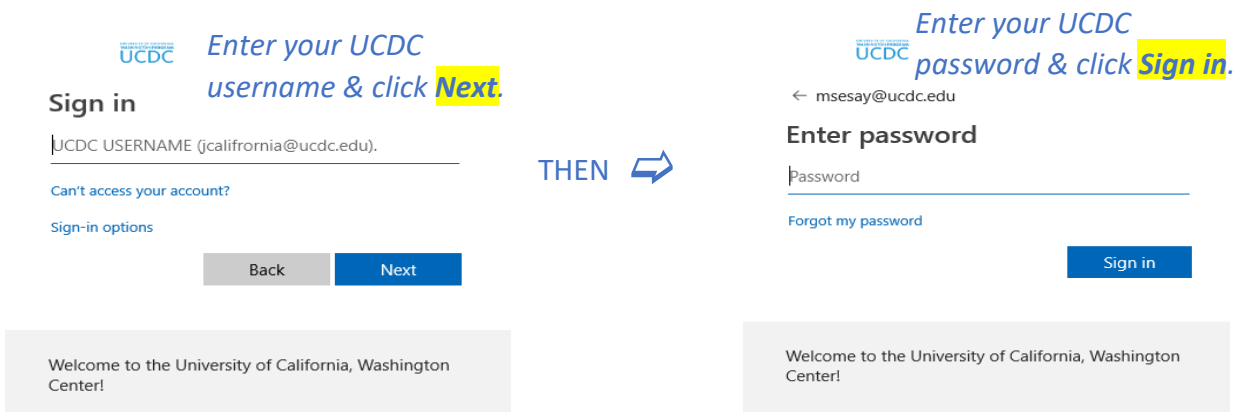 UCDC
Enter your UCDC
username & click Next.
Sign in
UCDC USERNAME (jcalifrornia@ucdc.edu).
Can't access your account?
Sign-in options
Back
Next
Welcome to the University of California, Washington
Center!
THEN
UCDC
Enter your UCDC
password & click Sign in.
← msesay@ucdc.edu
Enter password
Password
Forgot my password
Sign in
Welcome to the University of California, Washington
Center!